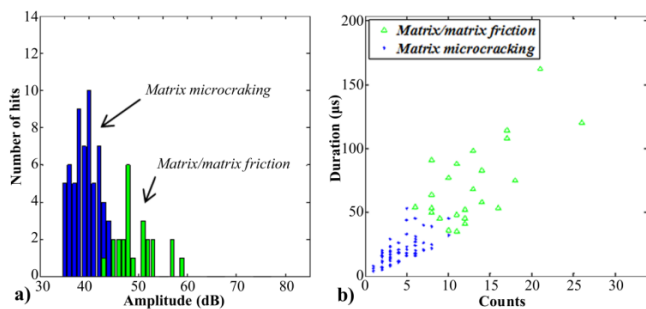 14
12
10
8
6
4
2
0
30
40
50
60
70
80
Number of hits
Amplitude (dB)
Matrix microcraking
Matrix/matrix friction
a)
200
150
100
50
0
0
5
10
15
20
25
30
Duration (µs)
Counts
Matrix/matrix friction
Matrix microcracking
b)